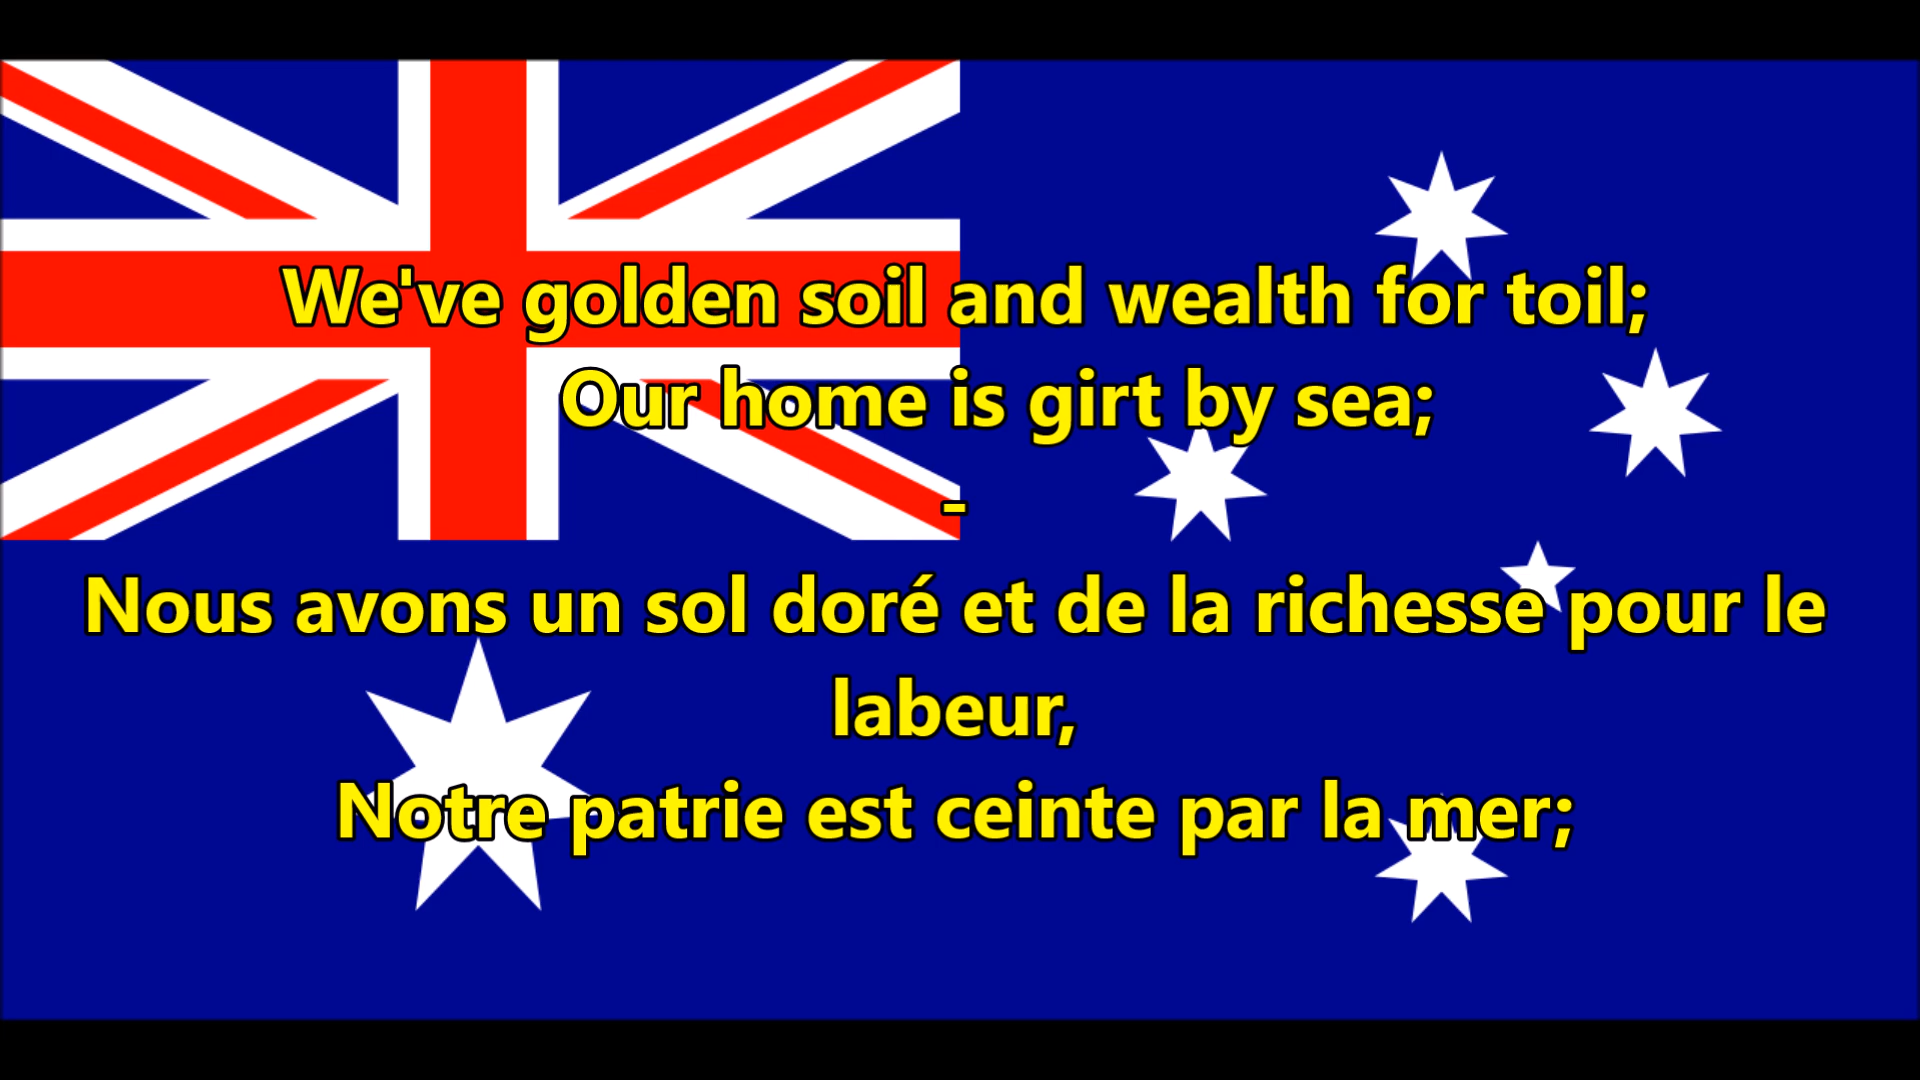 We've golden soil and wealth for toil;
Our home is girt by sea;
-
Nous avons un sol doré et de la richesse pour le
labeur,
Notre patrie est ceinte par la mer;